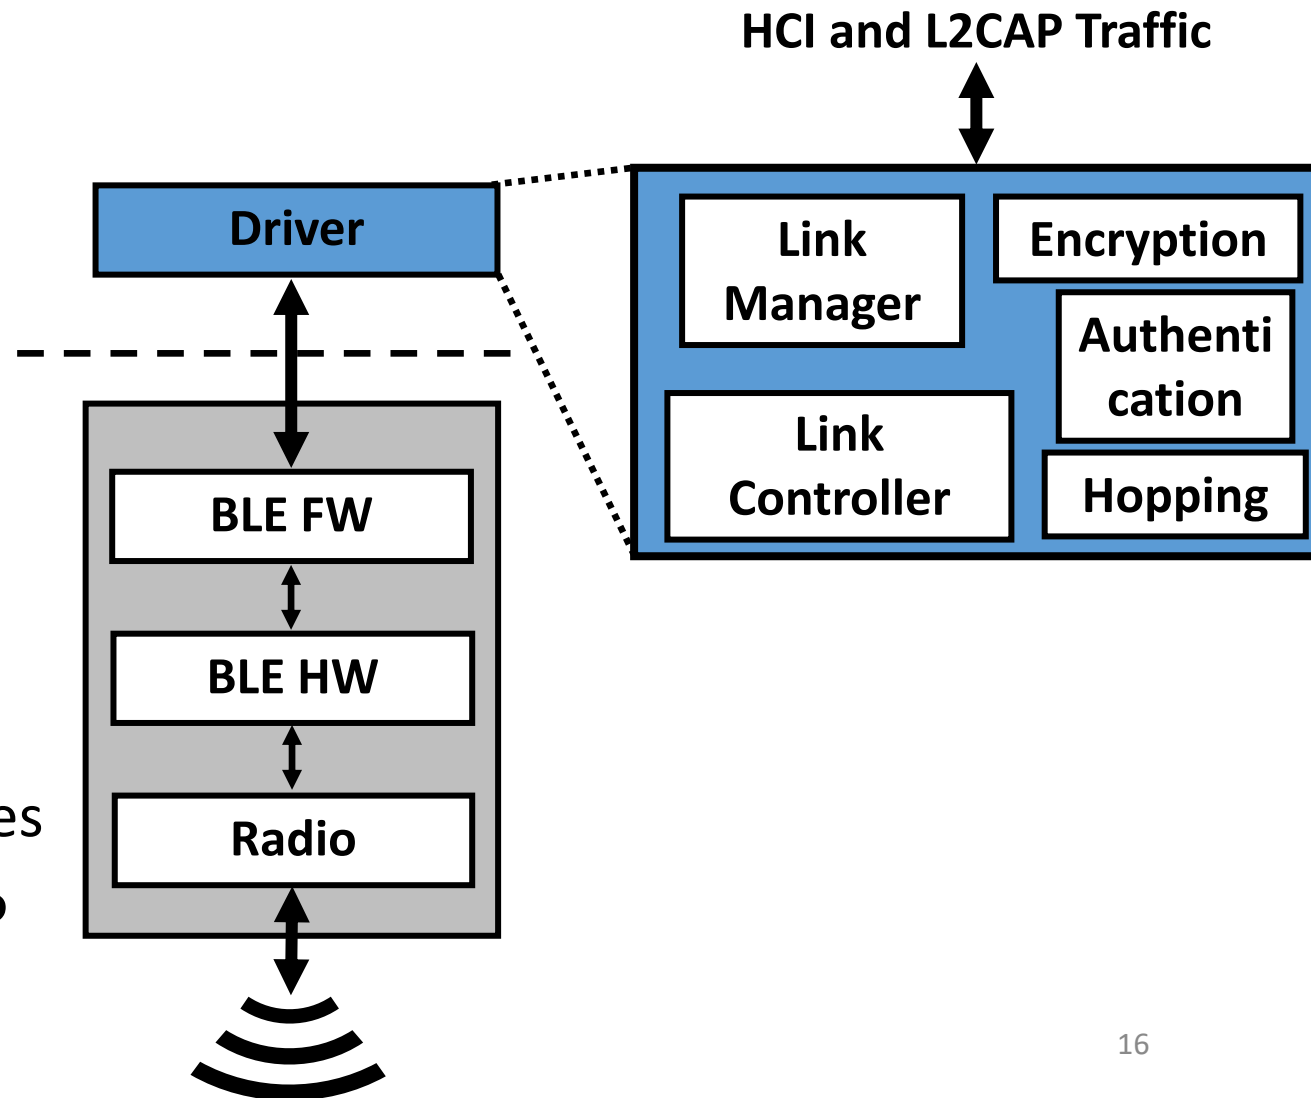 HCI and L2CAP Traffic
Driver
Link
Manager
Encryption
Authenti
cation
Link
Controller
Hopping
BLE FW
BLE HW
Radio
es
16